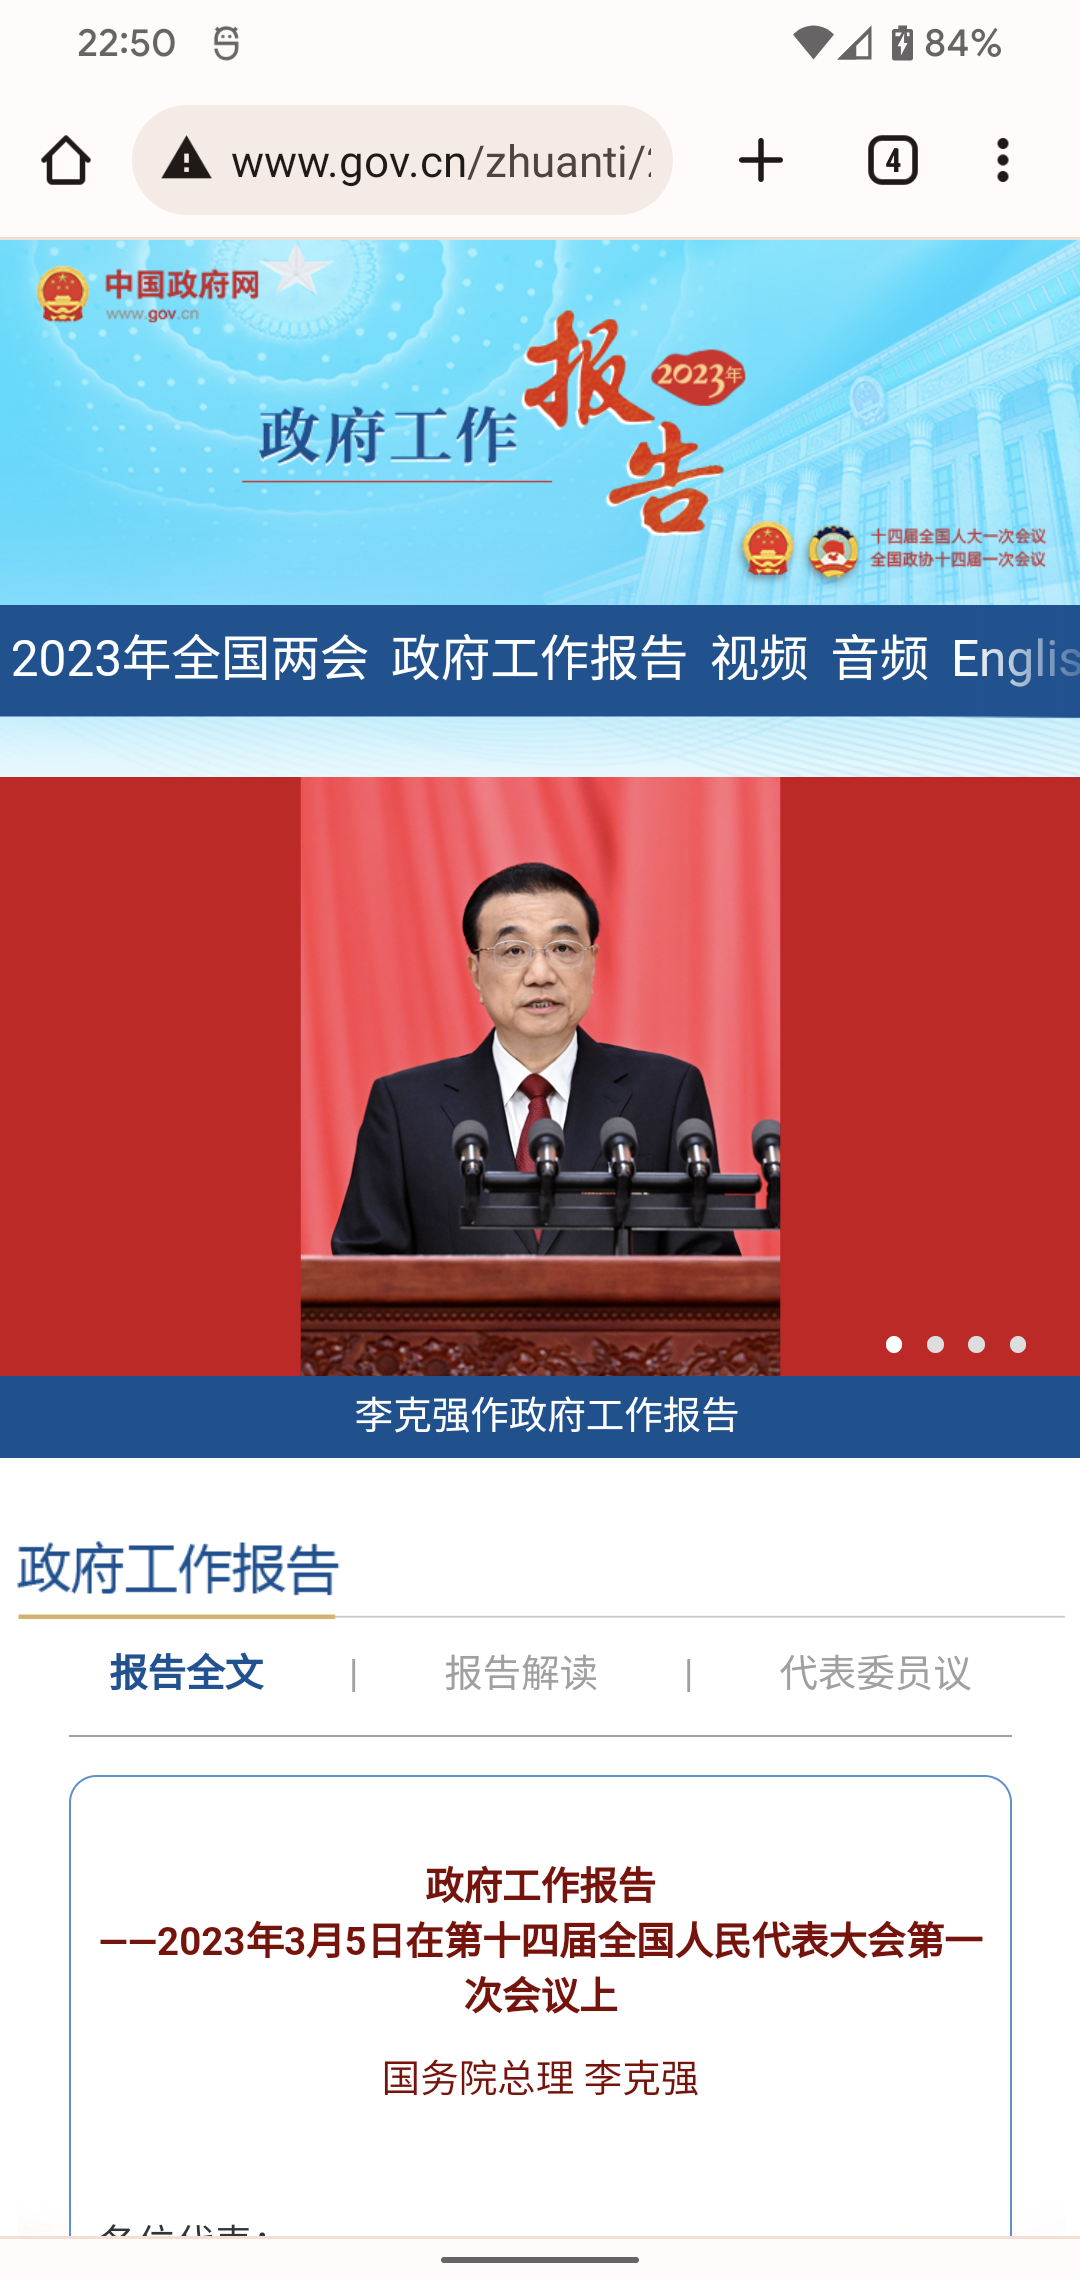 22:50
84%
www.gov.cn/zhuanti/
4
中国政府网
www.gov.cn
政府工作报告
2023年
十四届全国人大一次会议
全国政协十四届一次会议
2023年全国两会 政府工作报告 视频 音频 Englis
李克强作政府工作报告
政府工作报告
报告全文 | 报告解读 | 代表委员议
政府工作报告
——2023年3月5日在第十四届全国人民代表大会第一
次会议上
国务院总理 李克强
各位代表：